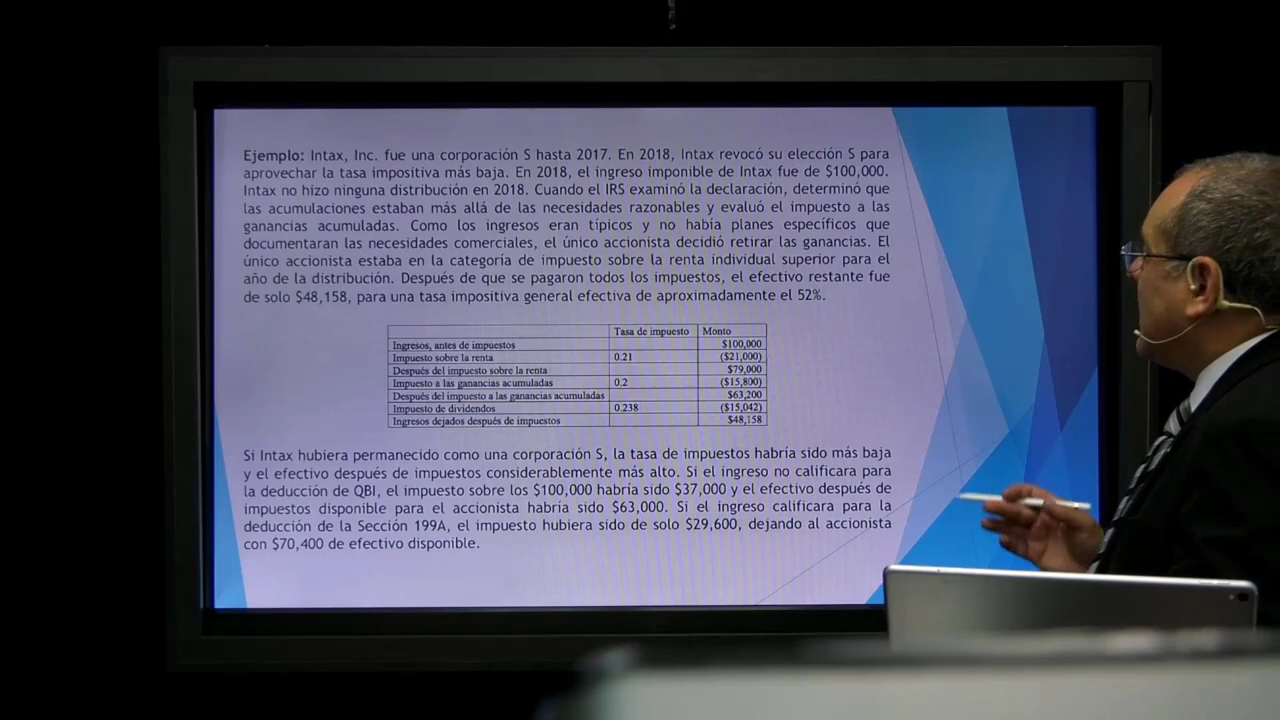 Ejemplo: Intax, Inc. fue una corporación S hasta 2017. En 2018, Intax revocó su elección S para
aprovechar la tasa impositiva más baja. En 2018, el ingreso imponible de Intax fue de $100,000.
Intax no hizo ninguna distribución en 2018. Cuando el IRS examinó la declaración, determinó que
las acumulaciones estaban más allá de las necesidades razonables y evaluó el impuesto a las
ganancias acumuladas. Como los ingresos eran típicos y no había planes específicos que
documentaran las necesidades comerciales, el único accionista decidió retirar las ganancias. El
único accionista estaba en la categoría de impuesto sobre la renta individual superior para el
año de la distribución. Después de que se pagaron todos los impuestos, el efectivo restante fue
de solo $48,158, para una tasa impositiva general efectiva de aproximadamente el 52%.
Tasa de impuesto Monto
Ingresos, antes de impuestos $100,000
Impuesto sobre la renta 0.21 ($21,000)
Después del impuesto sobre la renta $79,000
Impuesto a las ganancias acumuladas 0.2 ($15,800)
Después del impuesto a las ganancias acumuladas $63,200
Impuesto de dividendos 0.238 ($15,042)
Ingresos dejados después de impuestos $48,158
Si Intax hubiera permanecido como una corporación S, la tasa de impuestos habría sido más baja
y el efectivo después de impuestos considerablemente más alto. Si el ingreso no calificara para
la deducción de QBI, el impuesto sobre los $100,000 habría sido $37,000 y el efectivo después de
impuestos disponible para el accionista habría sido $63,000. Si el ingreso calificara para la
deducción de la Sección 199A, el impuesto hubiera sido de solo $29,600, dejando al accionista
con $70,400 de efectivo disponible.